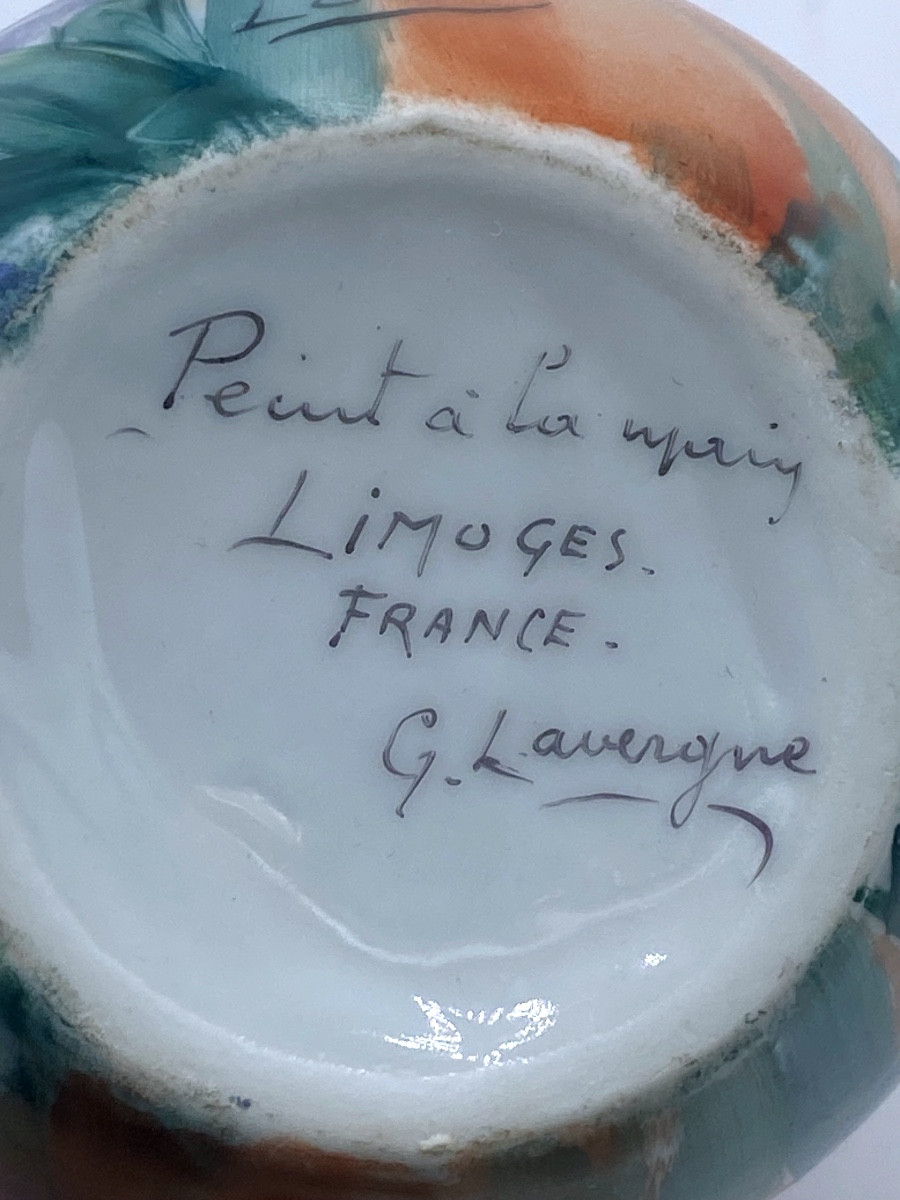 Peint à la main
LIMOGES.
FRANCE.
G. Lavergne